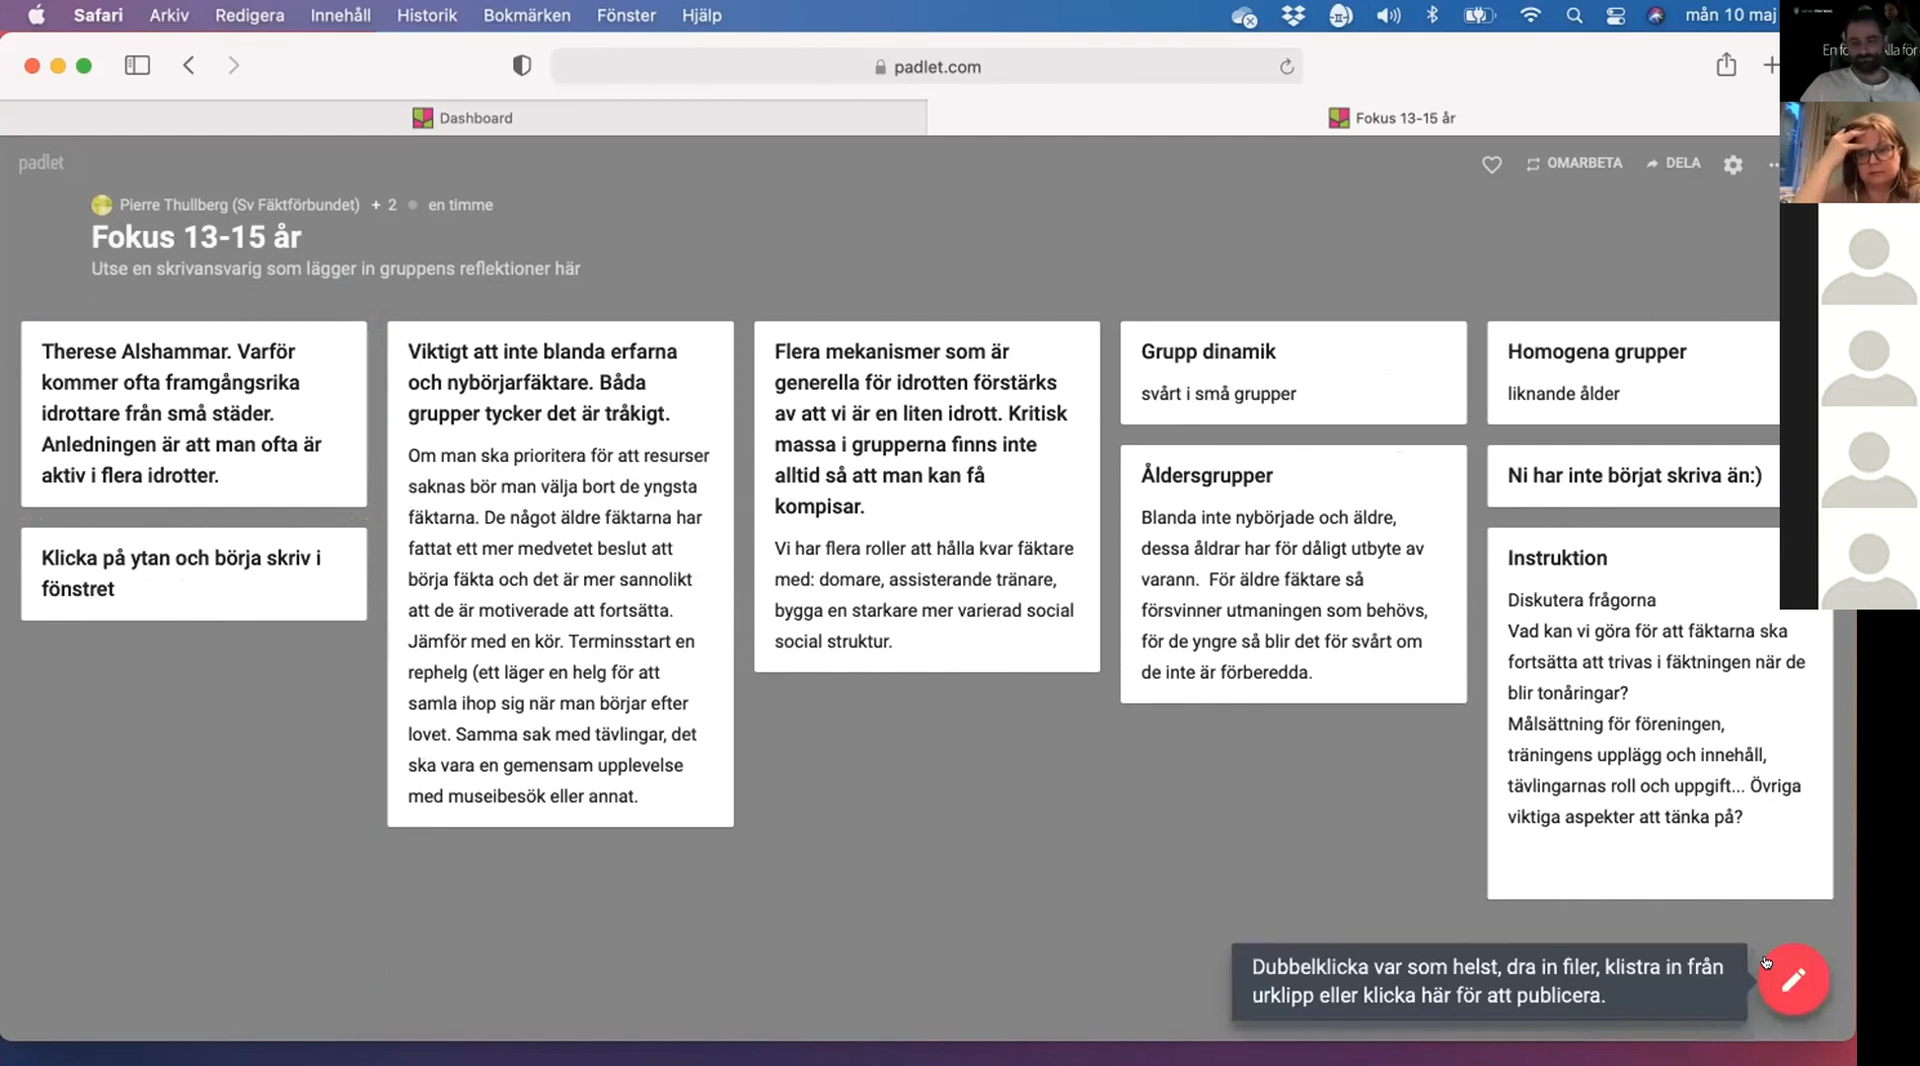 Safari Arkiv Redigera Innehåll Historik Bokmärken Fönster Hjälp mån 10 maj
padlet.com
Dashboard
Fokus 13-15 år
padlet
OMARBETA DELA
Pierre Thullberg (Sv Fäktförbundet) + 2 en timme
Fokus 13-15 år
Utse en skrivansvarig som lägger in gruppens reflektioner här
Therese Alshammar. Varför
kommer ofta framgångsrika
idrottare från små städer.
Anledningen är att man ofta är
aktiv i flera idrotter.
Klicka på ytan och börja skriv i
fönstret
Viktigt att inte blanda erfarna
och nybörjarfäktare. Båda
grupper tycker det är tråkigt.
Om man ska prioritera för att resurser
saknas bör man välja bort de yngsta
fäktarna. De något äldre fäktarna har
fattat ett mer medvetet beslut att
börja fäkta och det är mer sannolikt
att de är motiverade att fortsätta.
Jämför med en kör. Terminsstart en
rephelg (ett läger en helg för att
samla ihop sig när man börjar efter
lovet. Samma sak med tävlingar, det
ska vara en gemensam upplevelse
med museibesök eller annat.
Flera mekanismer som är
generella för idrotten förstärks
av att vi är en liten idrott. Kritisk
massa i grupperna finns inte
alltid så att man kan få
kompisar.
Vi har flera roller att hålla kvar fäktare
med: domare, assisterande tränare,
bygga en starkare mer varierad social
social struktur.
Grupp dinamik
svårt i små grupper
Åldersgrupper
Blanda inte nybörjade och äldre,
dessa åldrar har för dåligt utbyte av
varann. För äldre fäktare så
försvinner utmaningen som behövs,
för de yngre så blir det för svårt om
de inte är förberedda.
Homogena grupper
liknande ålder
Ni har inte börjat skriva än:)
Instruktion
Diskutera frågorna
Vad kan vi göra för att fäktarna ska
fortsätta att trivas i fäktningen när de
blir tonåringar?
Målsättning för föreningen,
träningens upplägg och innehåll,
tävlingarnas roll och uppgift... Övriga
viktiga aspekter att tänka på?
Dubbelklicka var som helst, dra in filer, klistra in från
urklipp eller klicka här för att publicera.